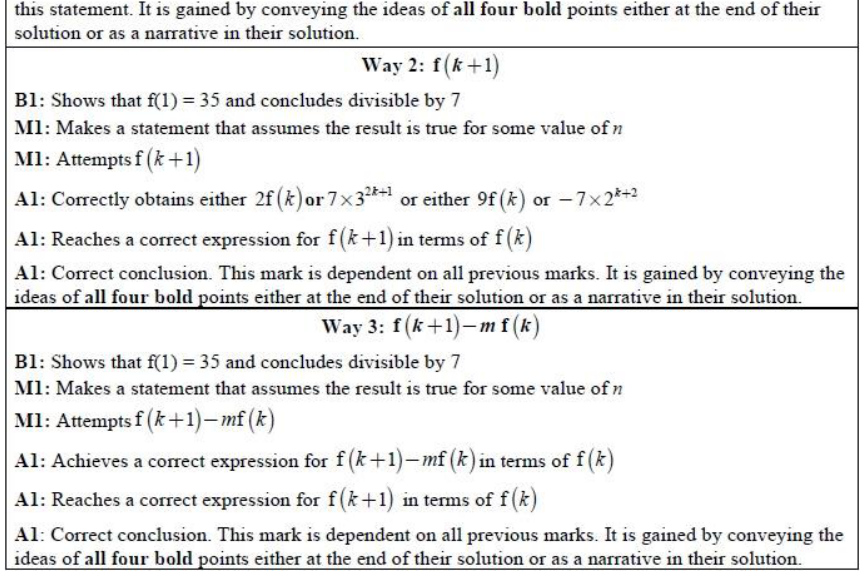 this statement. It is gained by conveying the ideas of all four bold points either at the end of their
solution or as a narrative in their solution.
Way 2: f(k+1)
B1: Shows that f(1) = 35 and concludes divisible by 7
M1: Makes a statement that assumes the result is true for some value of n
M1: Attempts f(k+1)
A1: Correctly obtains either 2f(k) or 7×3^{2k+1} or either 9f(k) or −7×2^{k+2}
A1: Reaches a correct expression for f(k+1) in terms of f(k)
A1: Correct conclusion. This mark is dependent on all previous marks. It is gained by conveying the
ideas of all four bold points either at the end of their solution or as a narrative in their solution.
Way 3: f(k+1)−m f(k)
B1: Shows that f(1) = 35 and concludes divisible by 7
M1: Makes a statement that assumes the result is true for some value of n
M1: Attempts f(k+1)−mf(k)
A1: Achieves a correct expression for f(k+1)−mf(k) in terms of f(k)
A1: Reaches a correct expression for f(k+1) in terms of f(k)
A1: Correct conclusion. This mark is dependent on all previous marks. It is gained by conveying the
ideas of all four bold points either at the end of their solution or as a narrative in their solution.